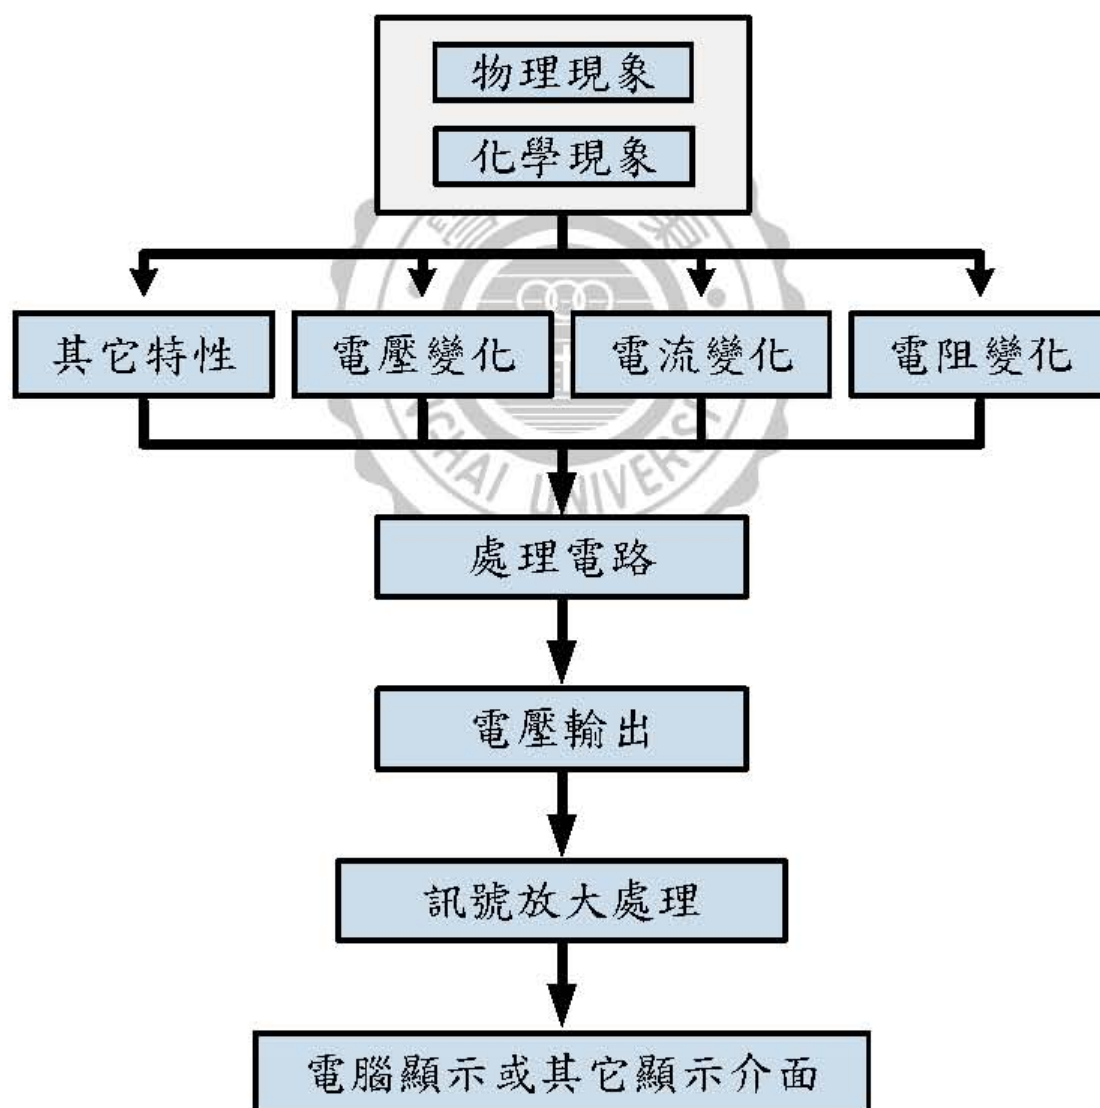 物理現象
化學現象
其它特性
電壓變化
電流變化
電阻變化
UNIVERS
處理電路
電壓輸出
訊號放大處理
電腦顯示或其它顯示介面